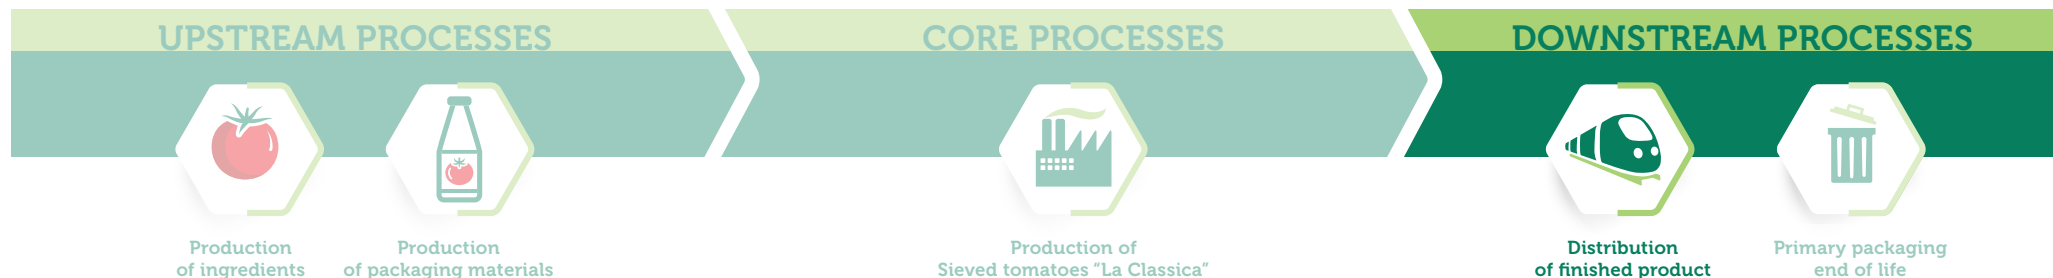 UPSTREAM PROCESSES
CORE PROCESSES
DOWNSTREAM PROCESSES
Production
of ingredients
Production
of packaging materials
Production of
Sieved tomatoes “La Classica”
Distribution
of finished product
Primary packaging
end of life